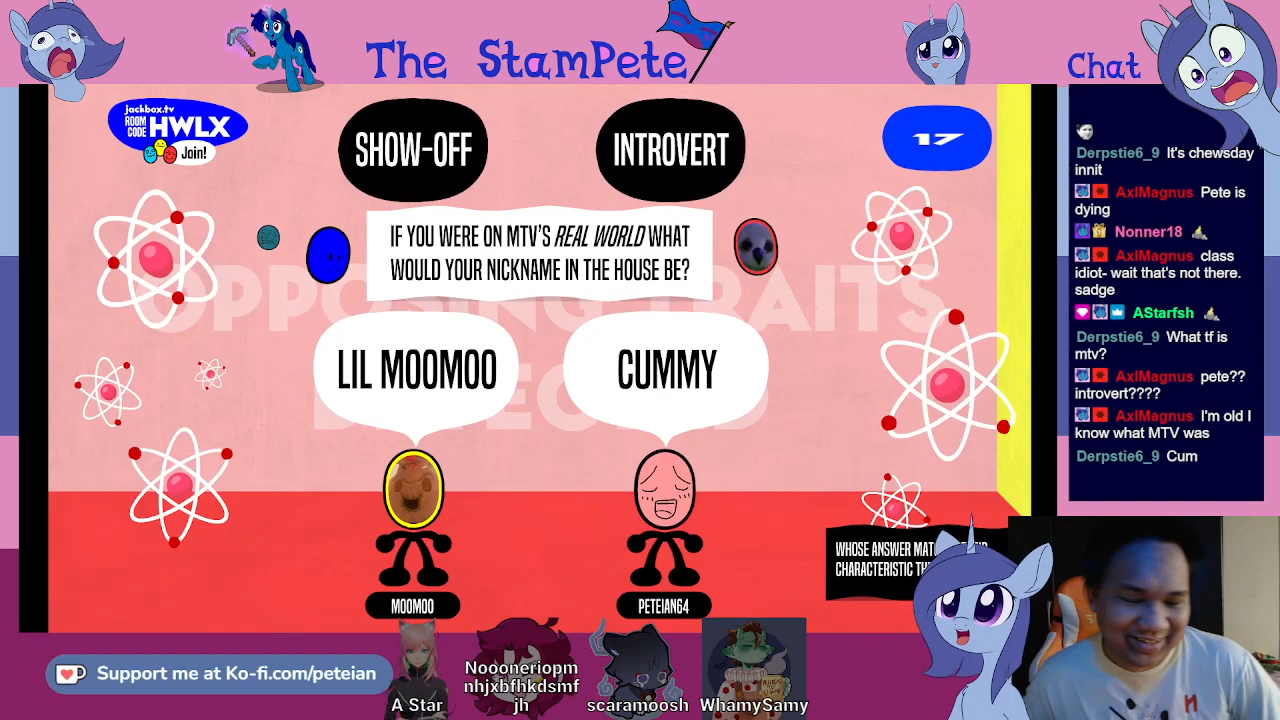 The StamPete
Chat
jackbox.tv
ROOM CODE HWLX
Join!
SHOW-OFF
INTROVERT
17
IF YOU WERE ON MTV'S REAL WORLD WHAT
WOULD YOUR NICKNAME IN THE HOUSE BE?
OPPOSING TRAITS
LIL MOOMOO
CUMMY
MOOMOO
PETEIAN64
WHOSE ANSWER
CHARACTERISTIC
Derpstie6_9 It's chewsday
innit
AxlMagnus Pete is
dying
Nonner18
AxlMagnus class
idiot- wait that's not there.
sadge
AStarfsh
Derpstie6_9 What tf is
mtv?
AxlMagnus pete??
introvert????
AxlMagnus I'm old I
know what MTV was
Derpstie6_9 Cum
Support me at Ko-fi.com/peteian
A Star
Noooneriopm
nhjxbfhkdsmf
jh
scaramoosh
WhamySamy